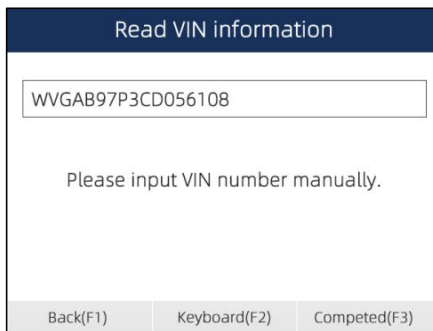 Read VIN information
WVGAB97P3CD056108
Please input VIN number manually.
Back(F1) Keyboard(F2) Competed(F3)